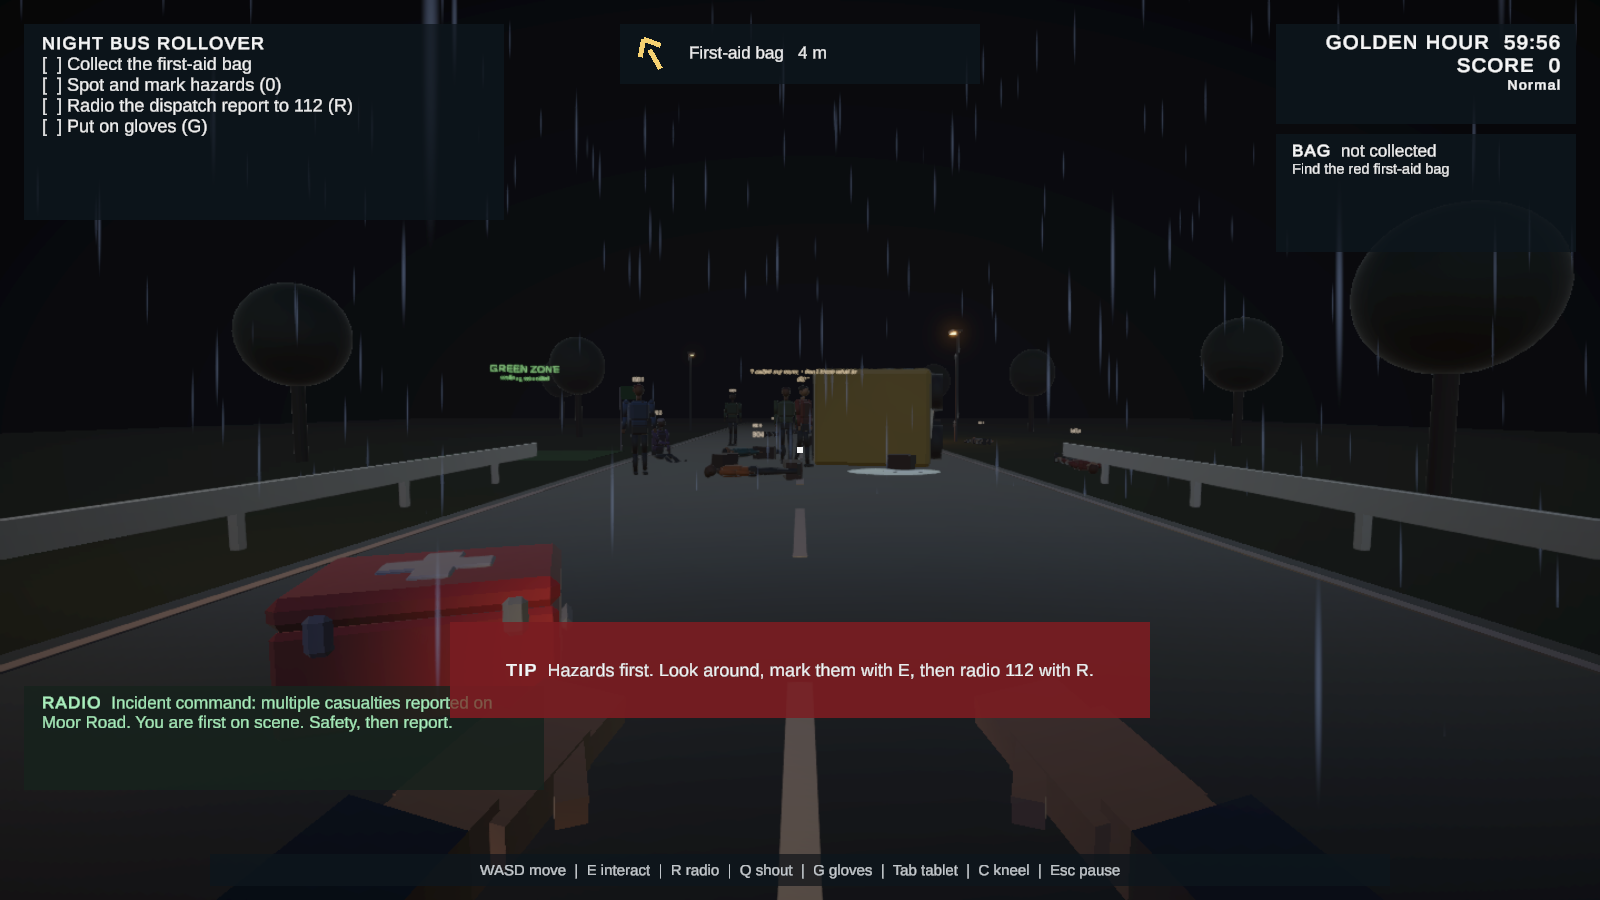 NIGHT BUS ROLLOVER
[ ] Collect the first-aid bag
[ ] Spot and mark hazards (0)
[ ] Radio the dispatch report to 112 (R)
[ ] Put on gloves (G)
First-aid bag 4 m
GOLDEN HOUR 59:56
SCORE 0
Normal
BAG not collected
Find the red first-aid bag
GREEN ZONE
TIP Hazards first. Look around, mark them with E, then radio 112 with R.
RADIO Incident command: multiple casualties reported on
Moor Road. You are first on scene. Safety, then report.
WASD move | E interact | R radio | Q shout | G gloves | Tab tablet | C kneel | Esc pause